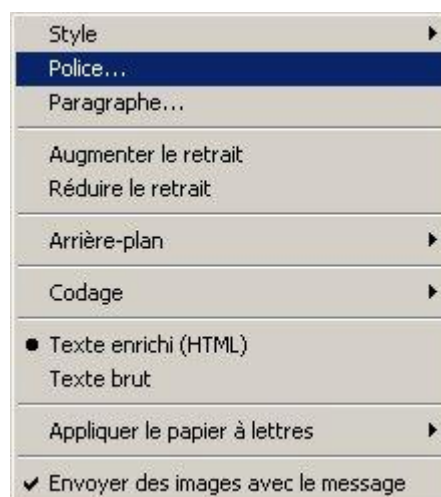 Style
Police...
Paragraphe...
Augmenter le retrait
Réduire le retrait
Arrière-plan
Codage
Texte enrichi (HTML)
Texte brut
Appliquer le papier à lettres
Envoyer des images avec le message